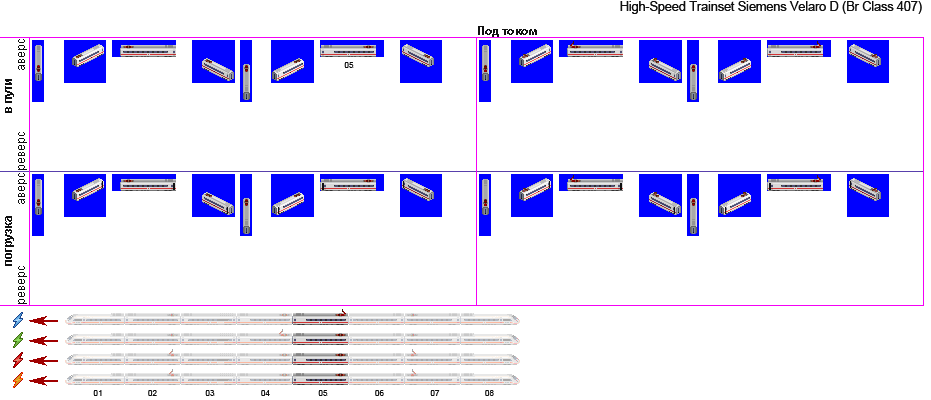 High-Speed Trainset Siemens Velaro D (Br Class 407)
Под током
в пути
аверс
реверс
05
погрузка
аверс
реверс
01 02 03 04 05 06 07 08